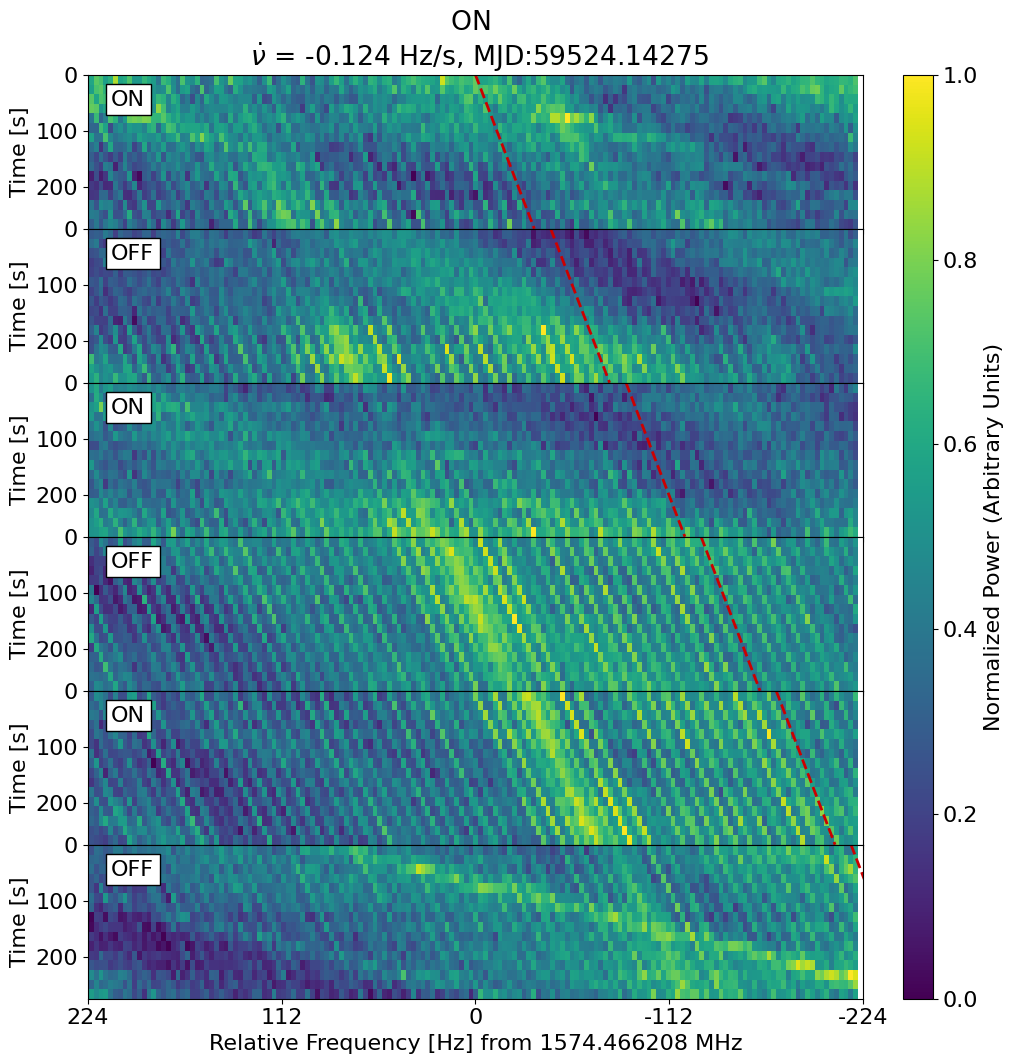 ON
ν̇ = -0.124 Hz/s, MJD:59524.14275
0
ON
100
200
Time [s]
0
OFF
100
200
Time [s]
0
ON
100
200
Time [s]
0
OFF
100
200
Time [s]
0
ON
100
200
Time [s]
0
OFF
100
200
Time [s]
224 112 0 -112 -224
Relative Frequency [Hz] from 1574.466208 MHz
1.0
0.8
0.6
0.4
0.2
0.0
Normalized Power (Arbitrary Units)